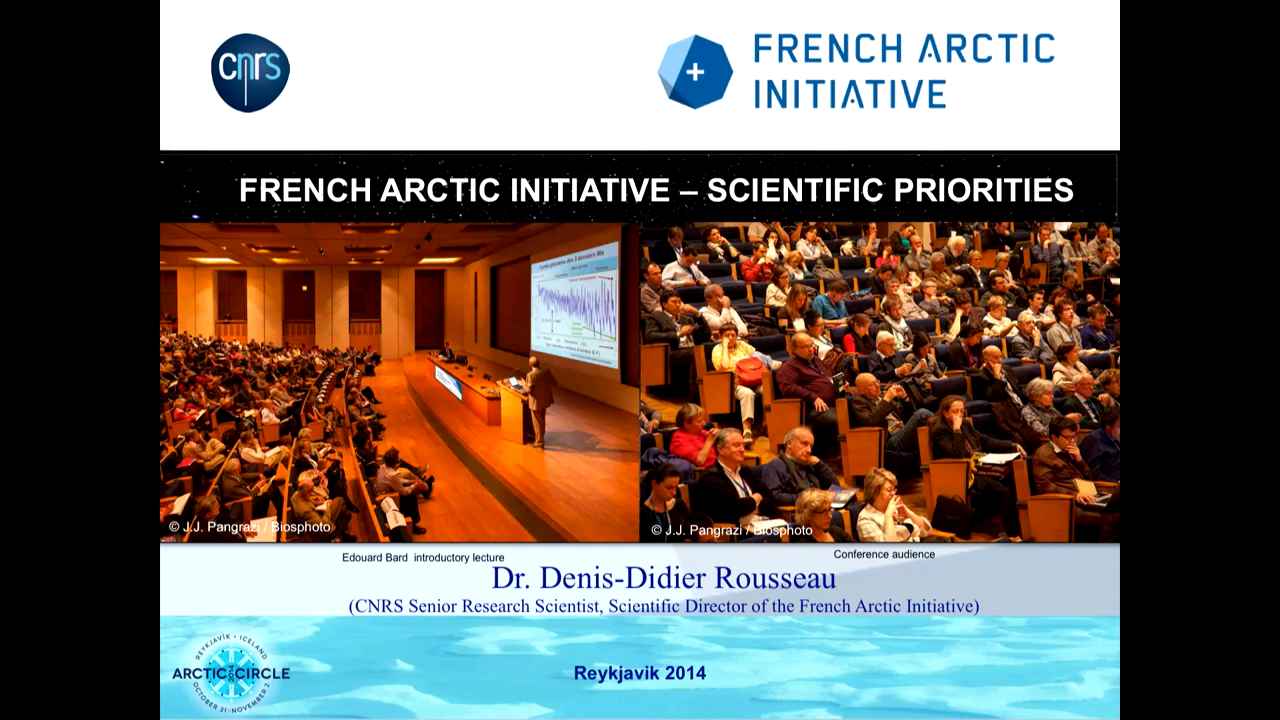 cnrs
FRENCH ARCTIC
INITIATIVE
FRENCH ARCTIC INITIATIVE – SCIENTIFIC PRIORITIES
© J.J. Pangrazi / Biosphoto
© J.J. Pangrazi / Biosphoto
Edouard Bard introductory lecture
Conference audience
Dr. Denis-Didier Rousseau
(CNRS Senior Research Scientist, Scientific Director of the French Arctic Initiative)
REYKJAVÍK • ICELAND
ARCTIC CIRCLE
2014
OCTOBER 31 - NOVEMBER 2
Reykjavik 2014